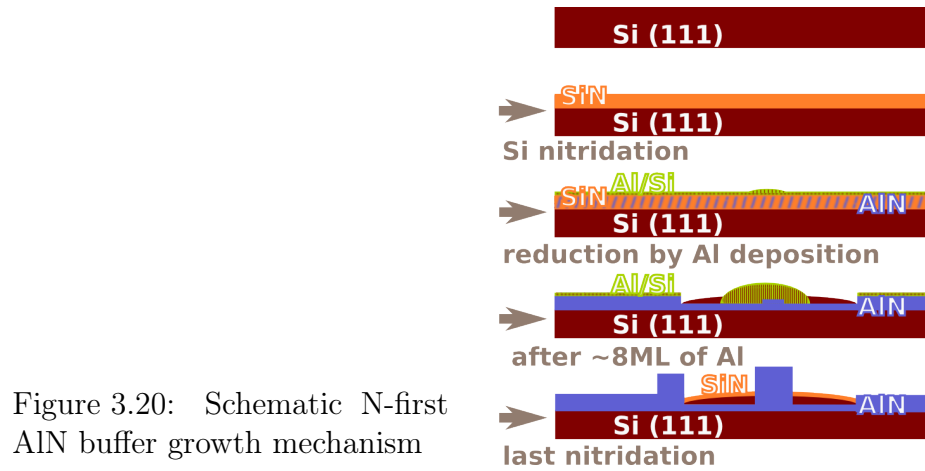 Si (111)
SiN
Si (111)
Si nitridation
Al/Si
SiN
AlN
Si (111)
reduction by Al deposition
Al/Si
AlN
Si (111)
after ~8ML of Al
SiN
AlN
Si (111)
last nitridation
Figure 3.20: Schematic N-first
AlN buffer growth mechanism